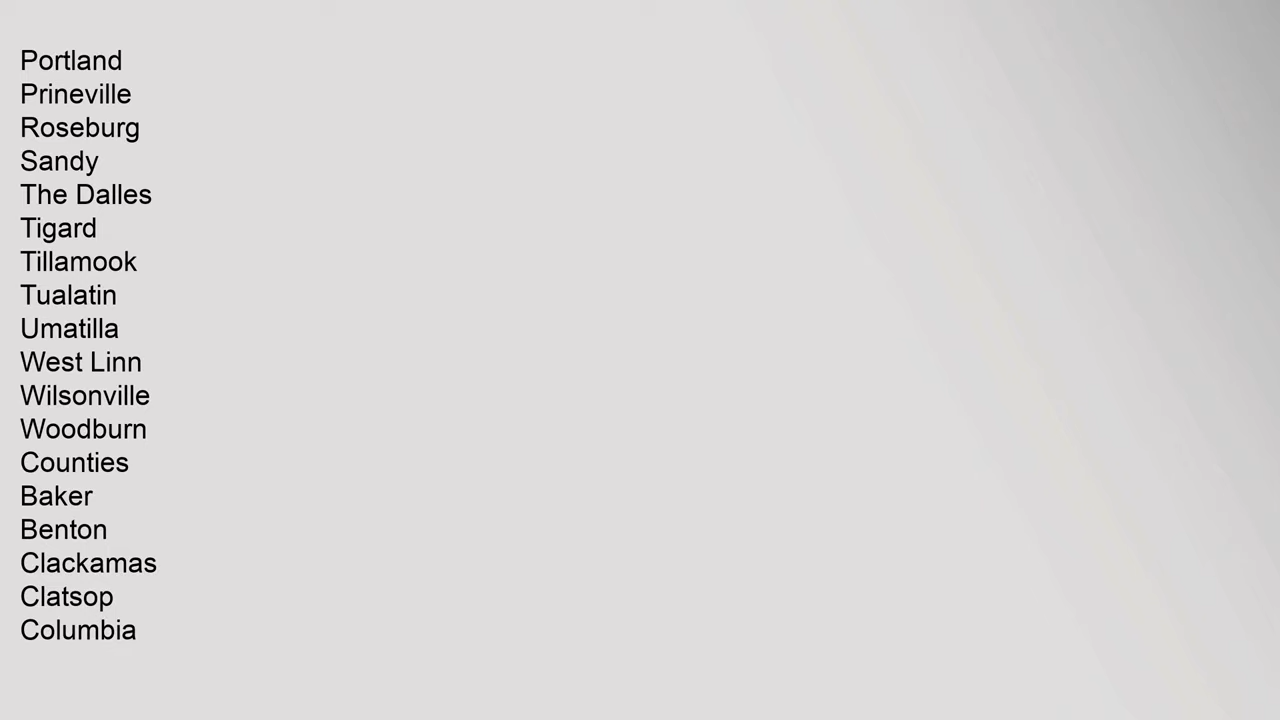 Portland
Prineville
Roseburg
Sandy
The Dalles
Tigard
Tillamook
Tualatin
Umatilla
West Linn
Wilsonville
Woodburn
Counties
Baker
Benton
Clackamas
Clatsop
Columbia